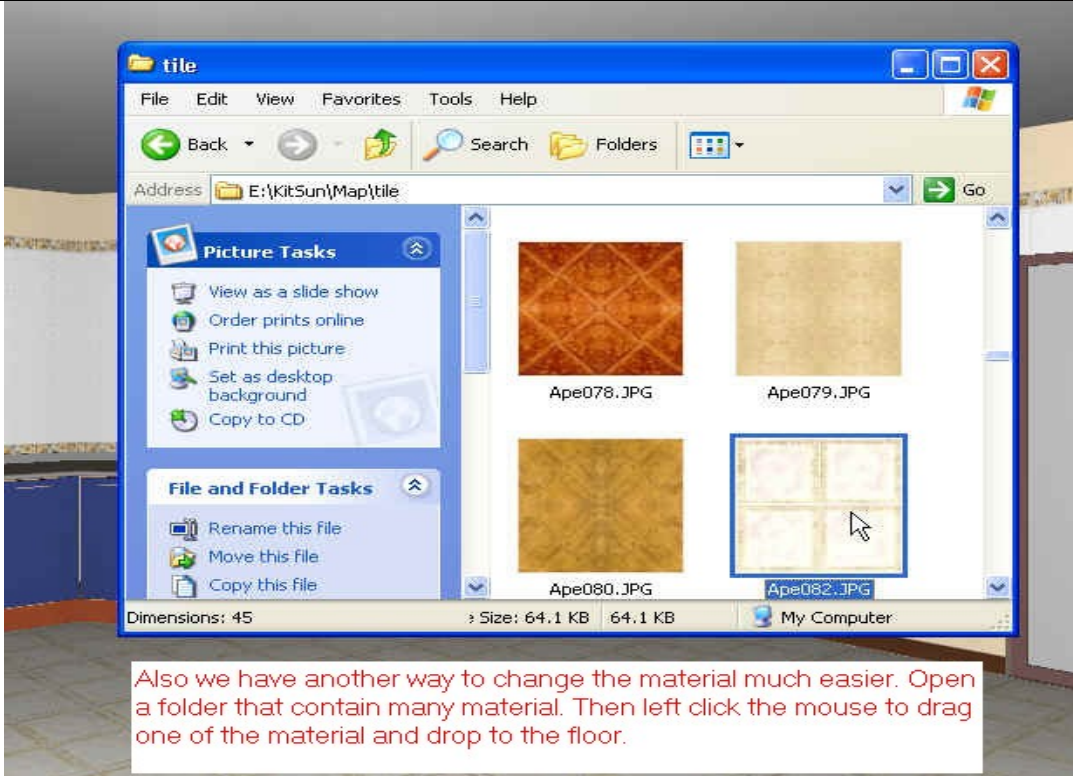 tile
File Edit View Favorites Tools Help
Back Search Folders
Address E:\KitSun\Map\tile Go
Picture Tasks
View as a slide show
Order prints online
Print this picture
Set as desktop
background
Copy to CD
File and Folder Tasks
Rename this file
Move this file
Copy this file
Ape078.JPG Ape079.JPG
Ape080.JPG Ape082.JPG
Dimensions: 45 Size: 64.1 KB 64.1 KB My Computer
Also we have another way to change the material much easier. Open
a folder that contain many material. Then left click the mouse to drag
one of the material and drop to the floor.